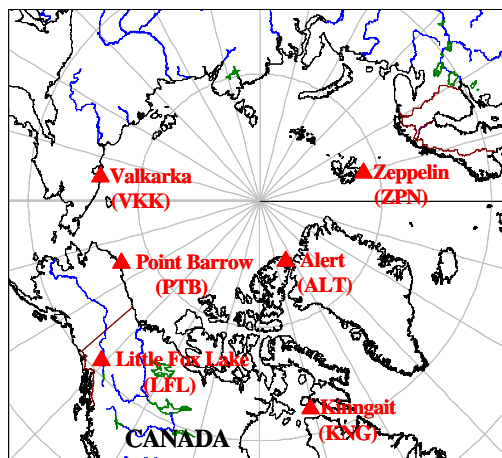 Valkarka
(VKK)
Zeppelin
(ZPN)
Point Barrow
(PTB)
Alert
(ALT)
Little Fox Lake
(LFL)
Kinngait
(KNG)
CANADA